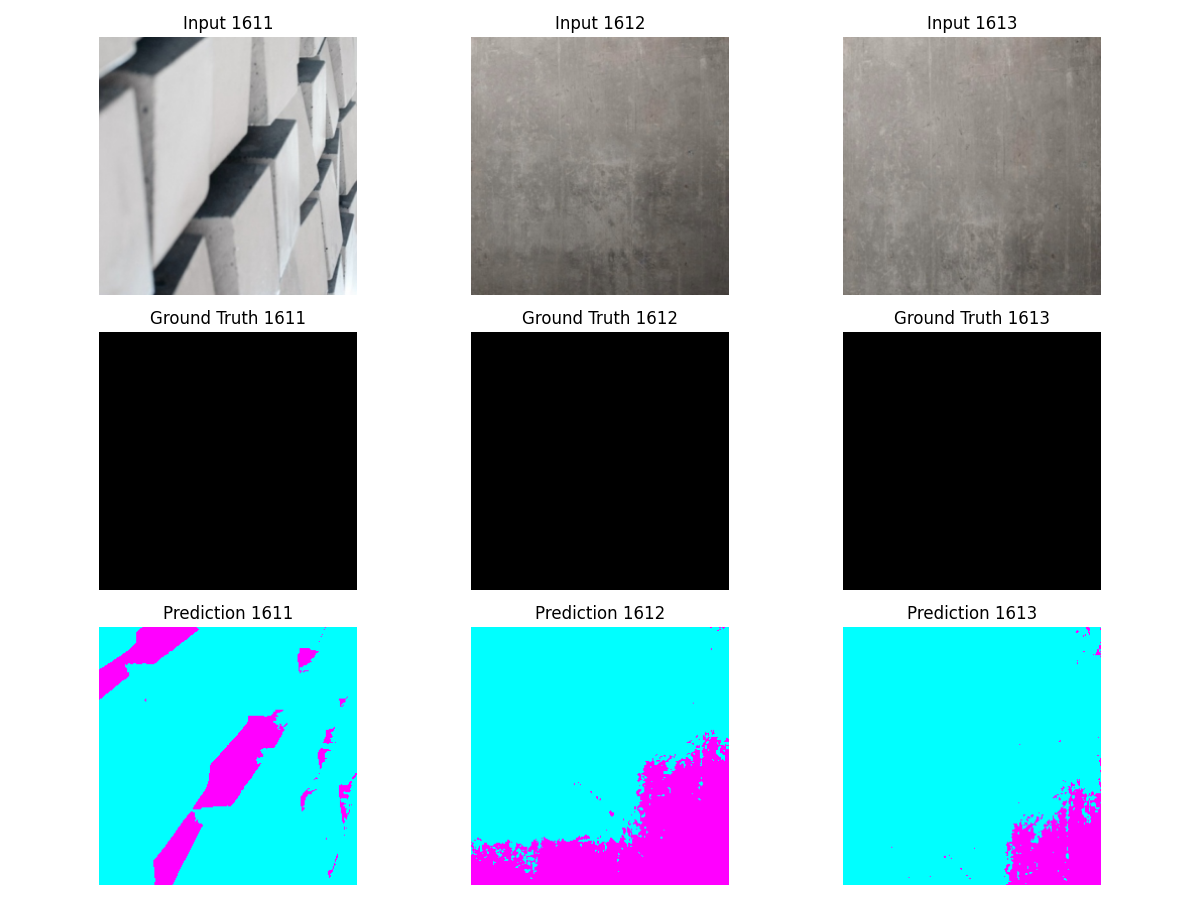 Input 1611
Input 1612
Input 1613
Ground Truth 1611
Ground Truth 1612
Ground Truth 1613
Prediction 1611
Prediction 1612
Prediction 1613